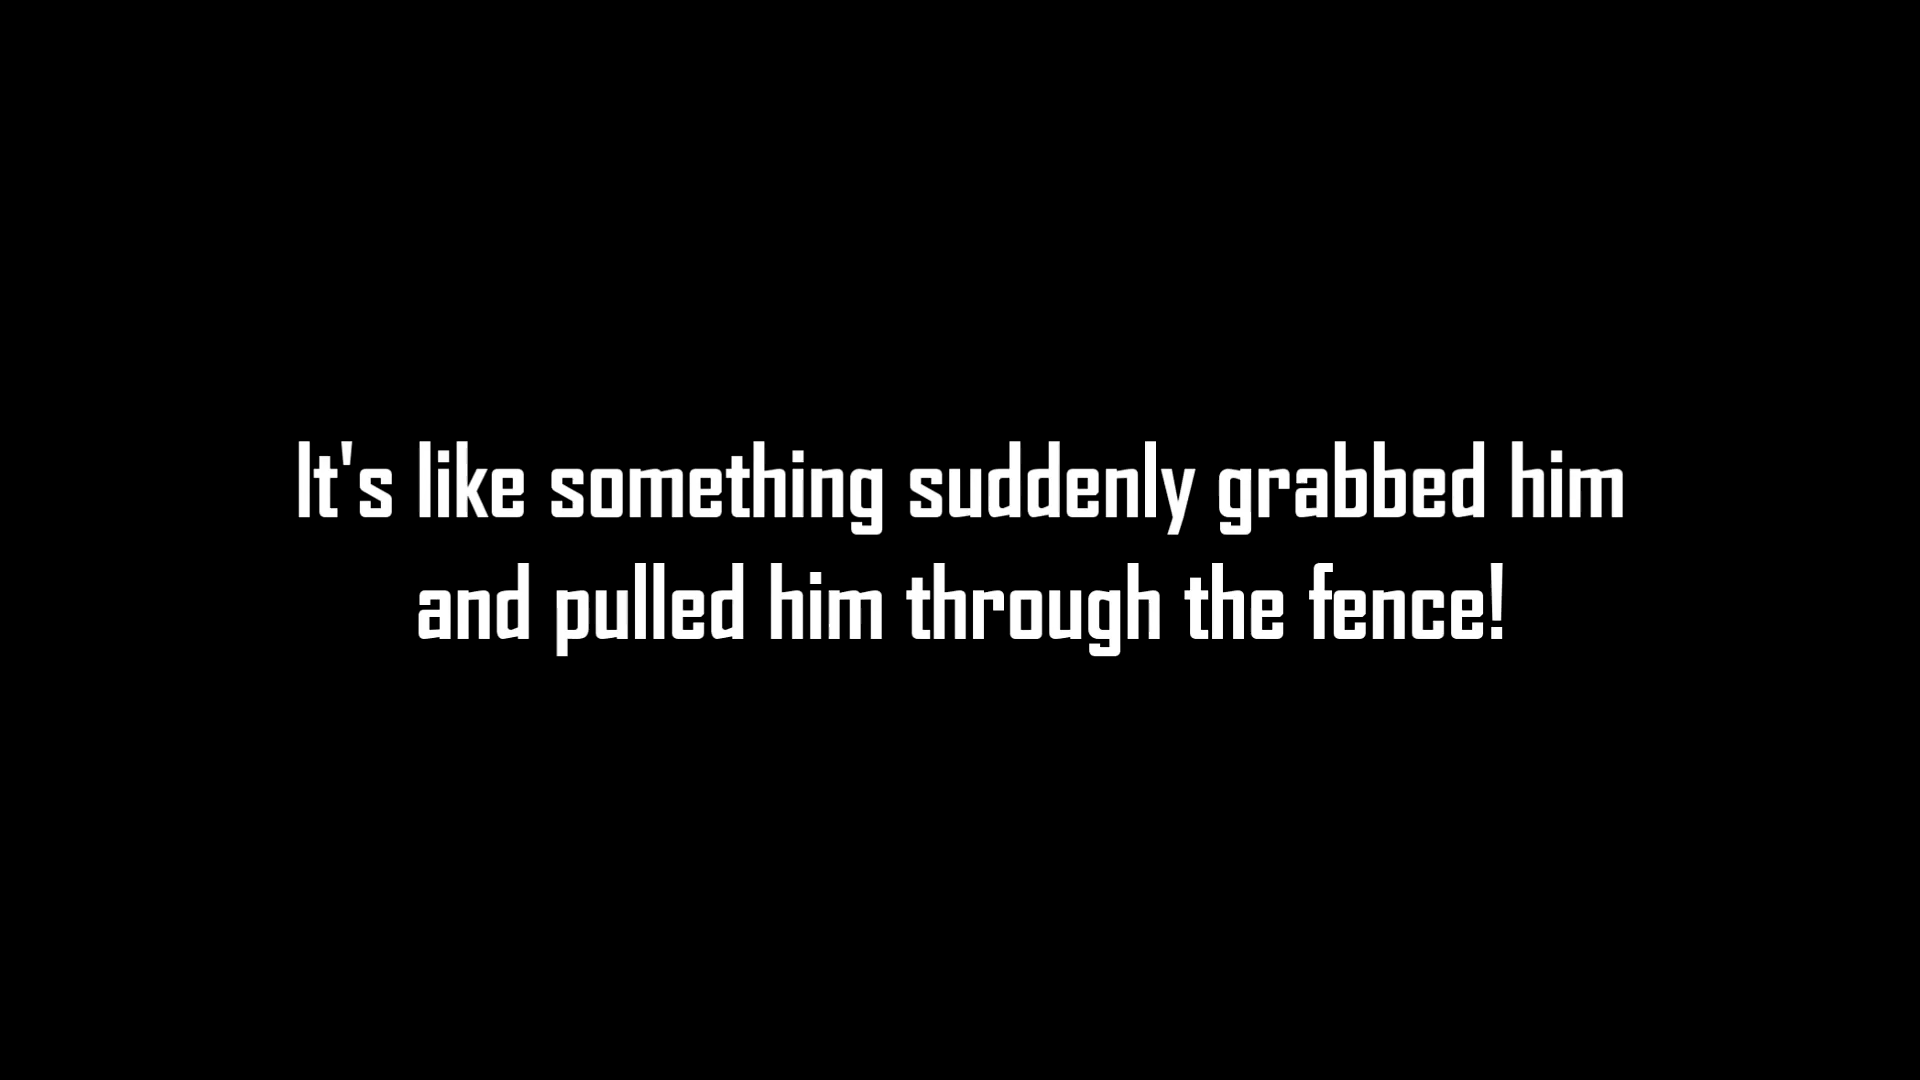 It's like something suddenly grabbed him
and pulled him through the fence!